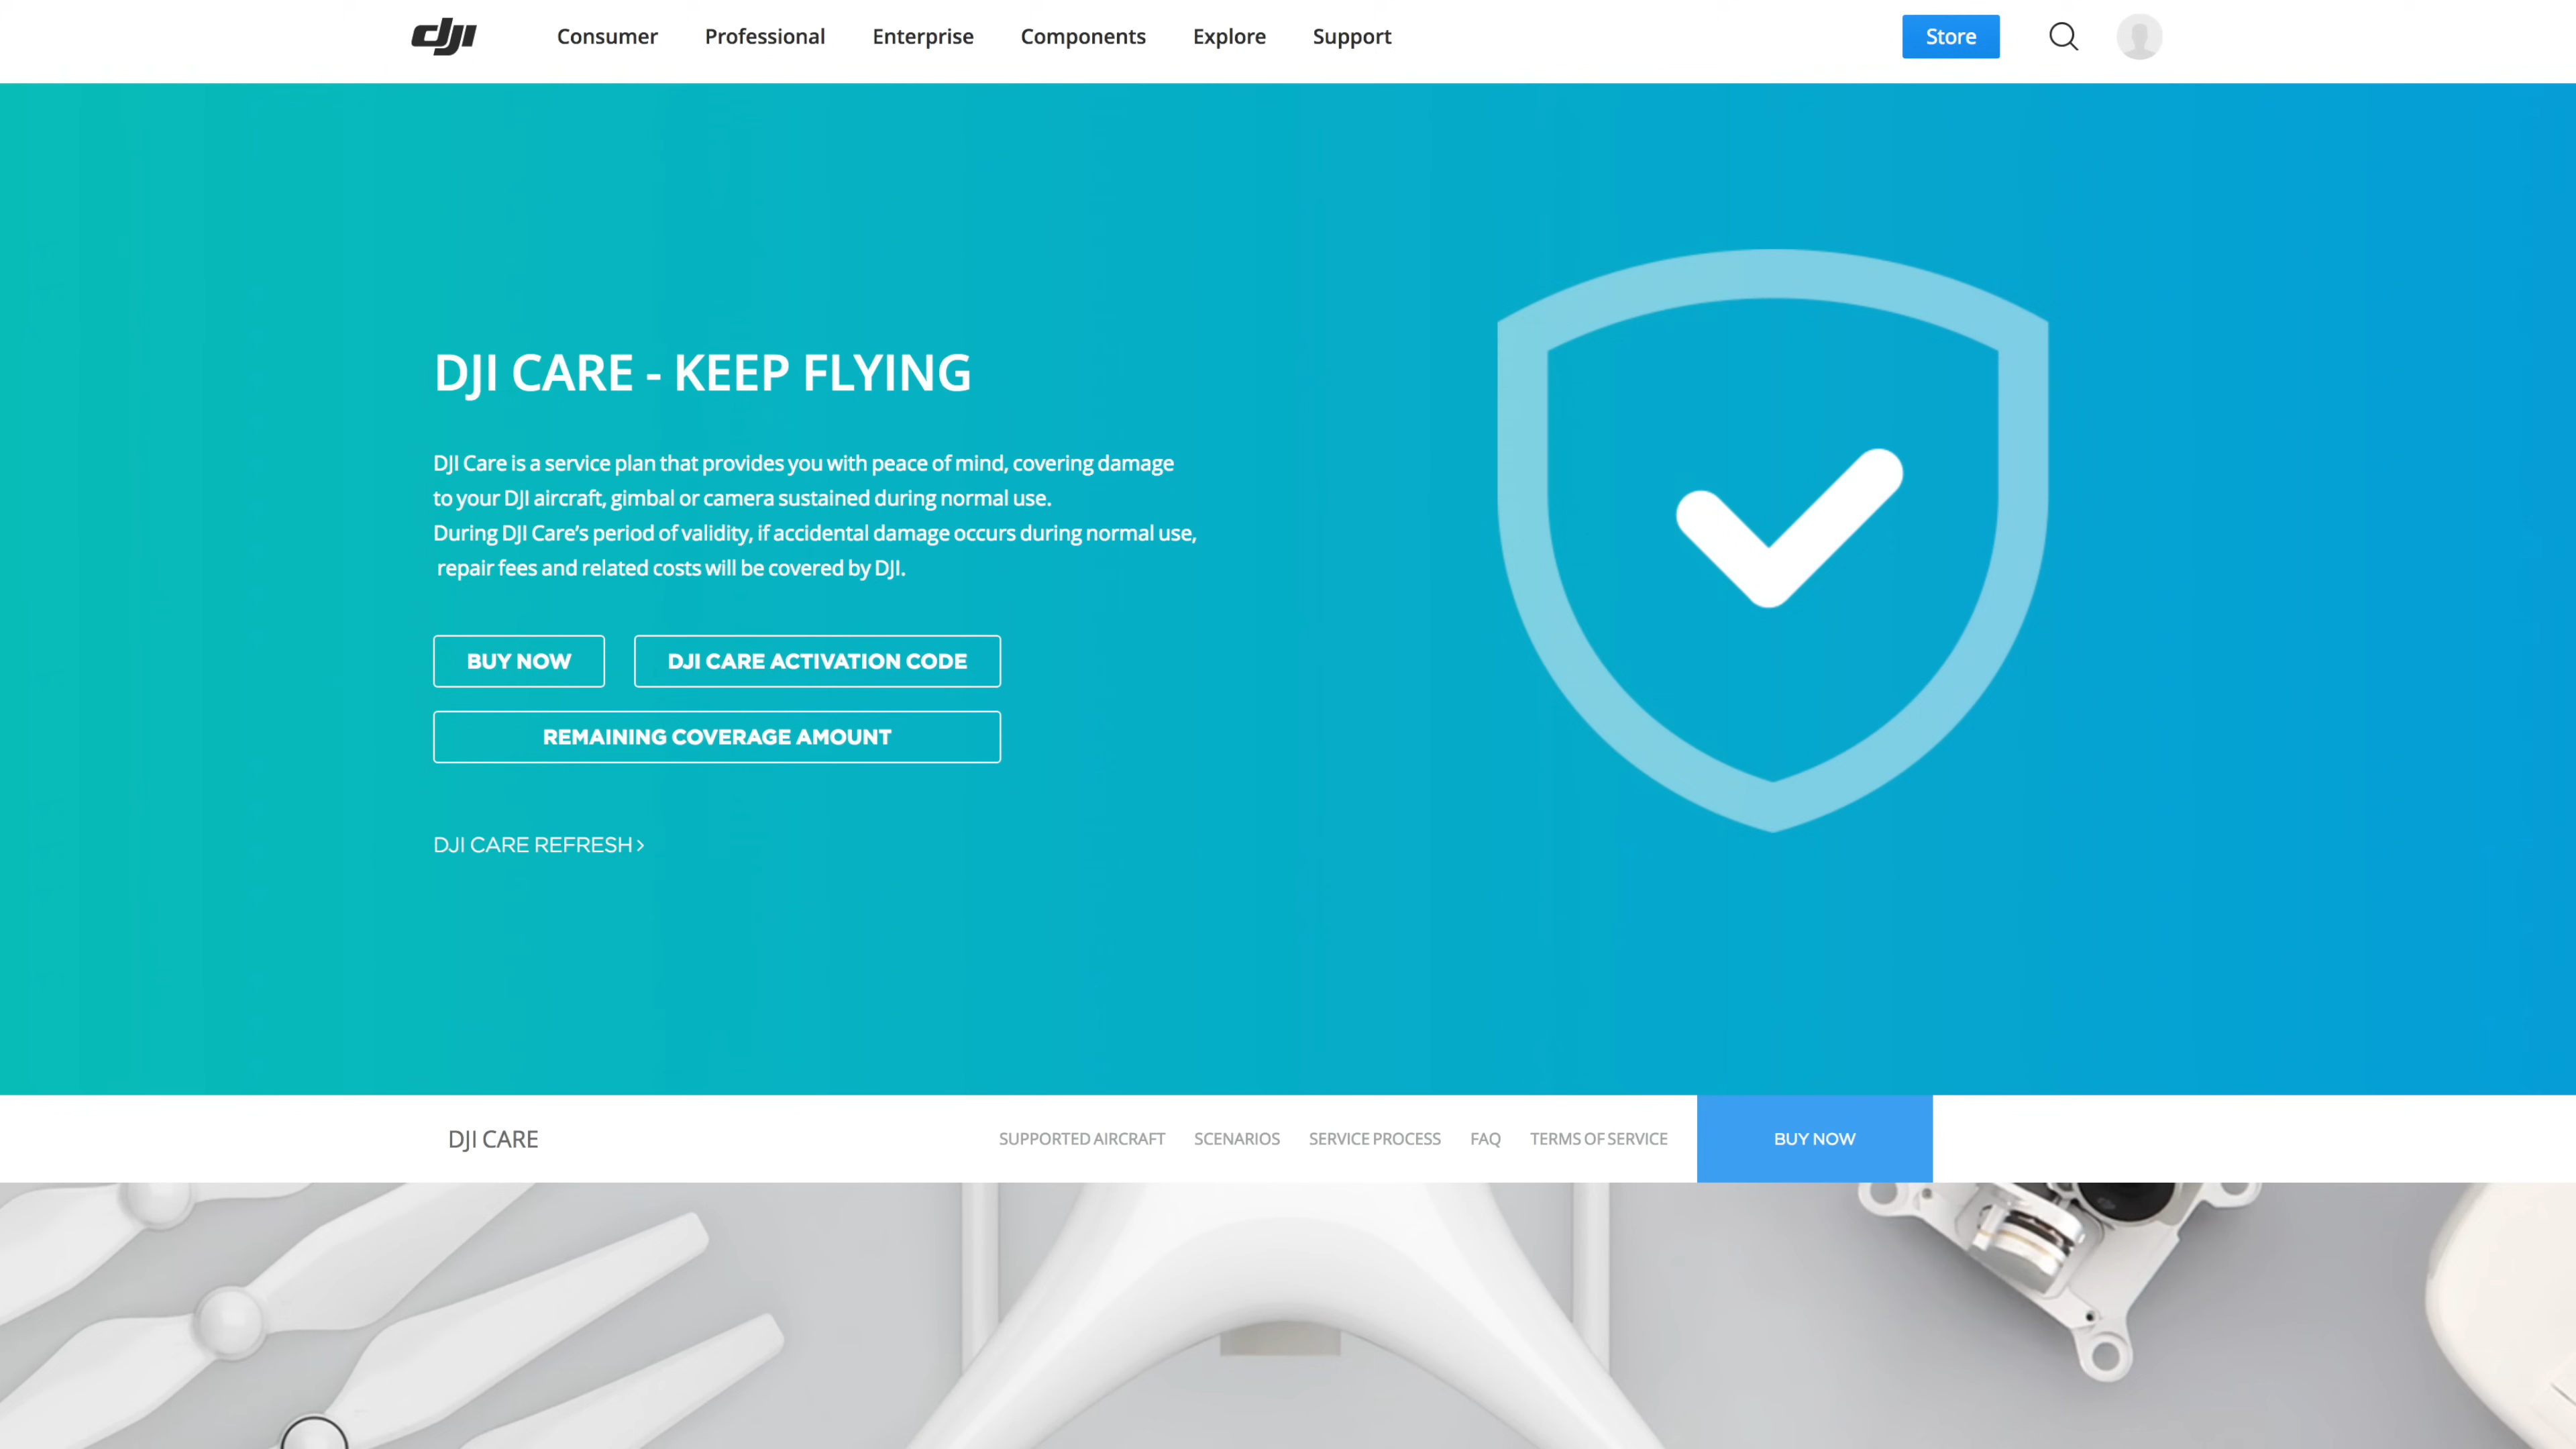 dji
Consumer
Professional
Enterprise
Components
Explore
Support
Store
DJI CARE - KEEP FLYING
DJI Care is a service plan that provides you with peace of mind, covering damage
to your DJI aircraft, gimbal or camera sustained during normal use.
During DJI Care’s period of validity, if accidental damage occurs during normal use,
repair fees and related costs will be covered by DJI.
BUY NOW
DJI CARE ACTIVATION CODE
REMAINING COVERAGE AMOUNT
DJI CARE REFRESH >
DJI CARE
SUPPORTED AIRCRAFT
SCENARIOS
SERVICE PROCESS
FAQ
TERMS OF SERVICE
BUY NOW